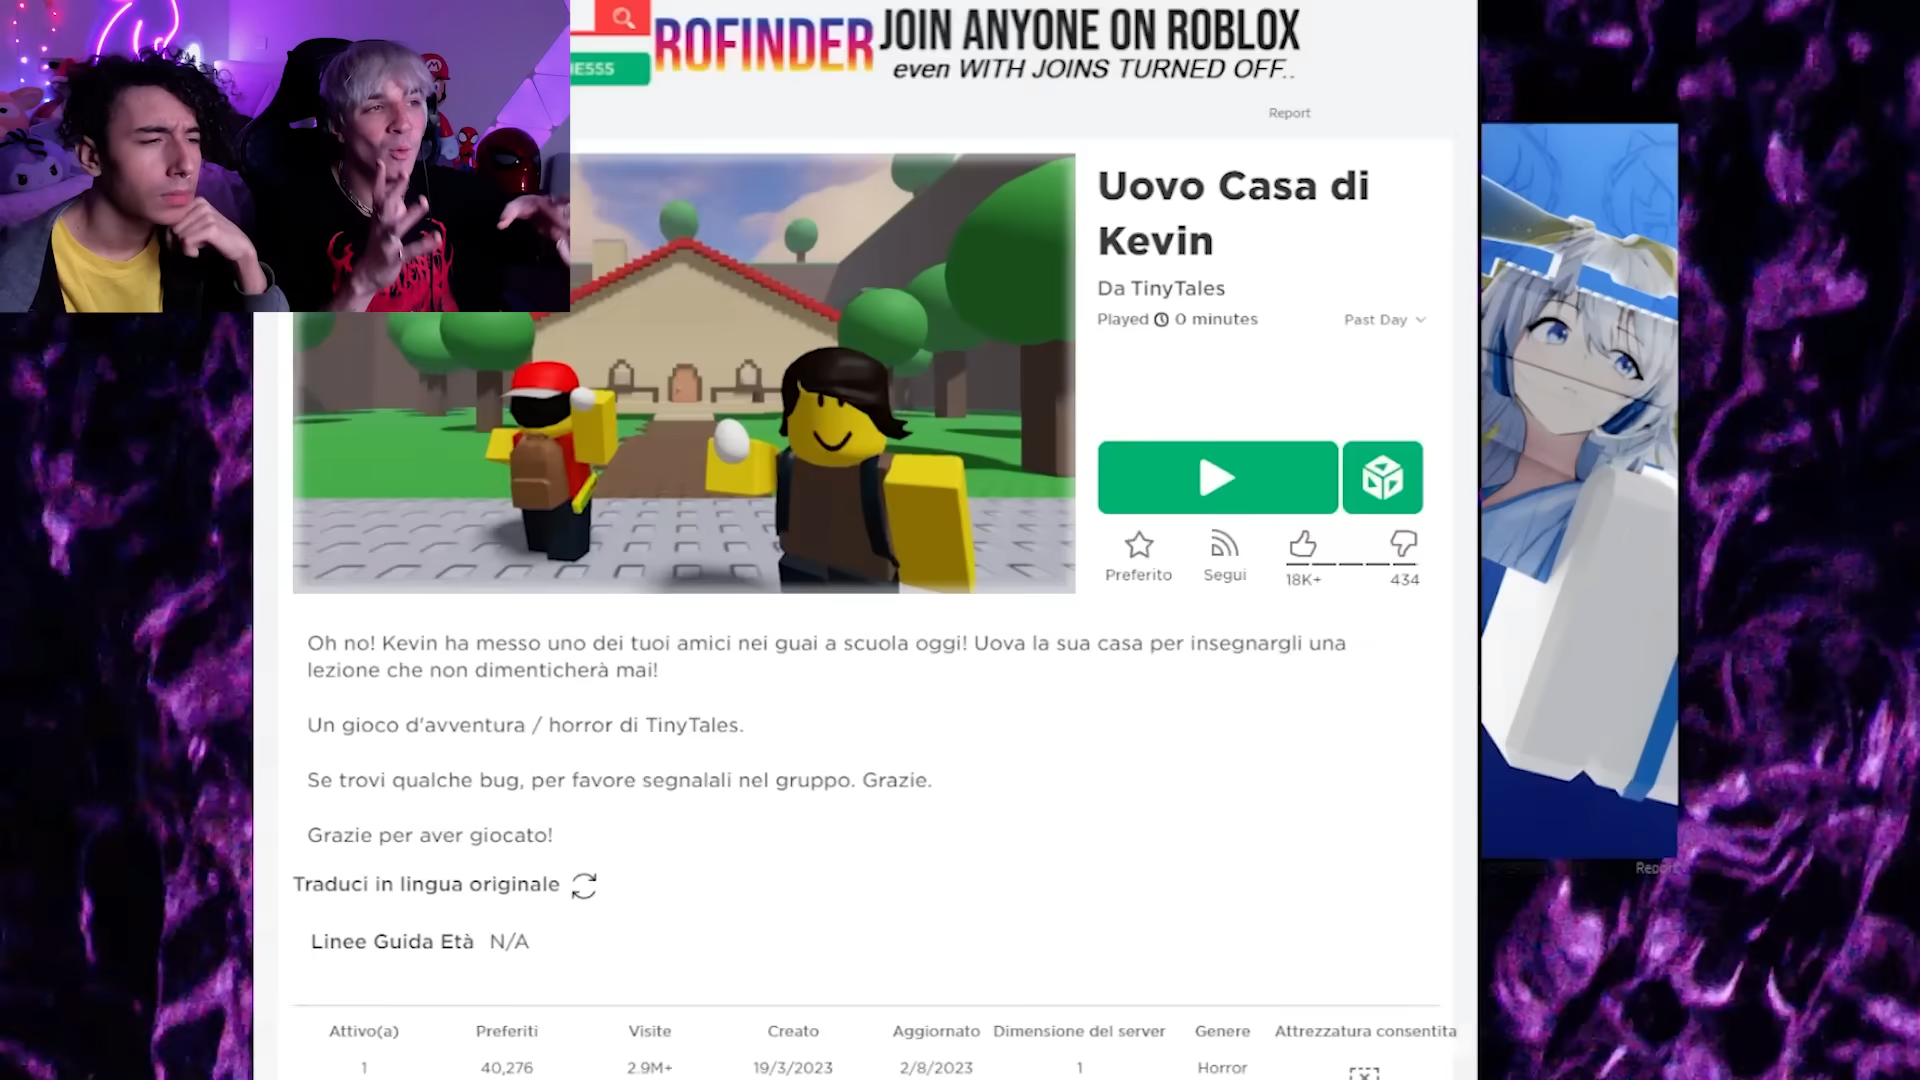 ROFINDER JOIN ANYONE ON ROBLOX
even WITH JOINS TURNED OFF..
E555
Report
Uovo Casa di
Kevin
Da TinyTales
Played 0 minutes
Past Day
Preferito
Segui
18K+
434
Oh no! Kevin ha messo uno dei tuoi amici nei guai a scuola oggi! Uova la sua casa per insegnargli una
lezione che non dimenticherà mai!
Un gioco d'avventura / horror di TinyTales.
Se trovi qualche bug, per favore segnalali nel gruppo. Grazie.
Grazie per aver giocato!
Traduci in lingua originale
Report
Linee Guida Età N/A
Attivo(a) Preferiti Visite Creato Aggiornato Dimensione del server Genere Attrezzatura consentita
1 40,276 2.9M+ 19/3/2023 2/8/2023 1 Horror